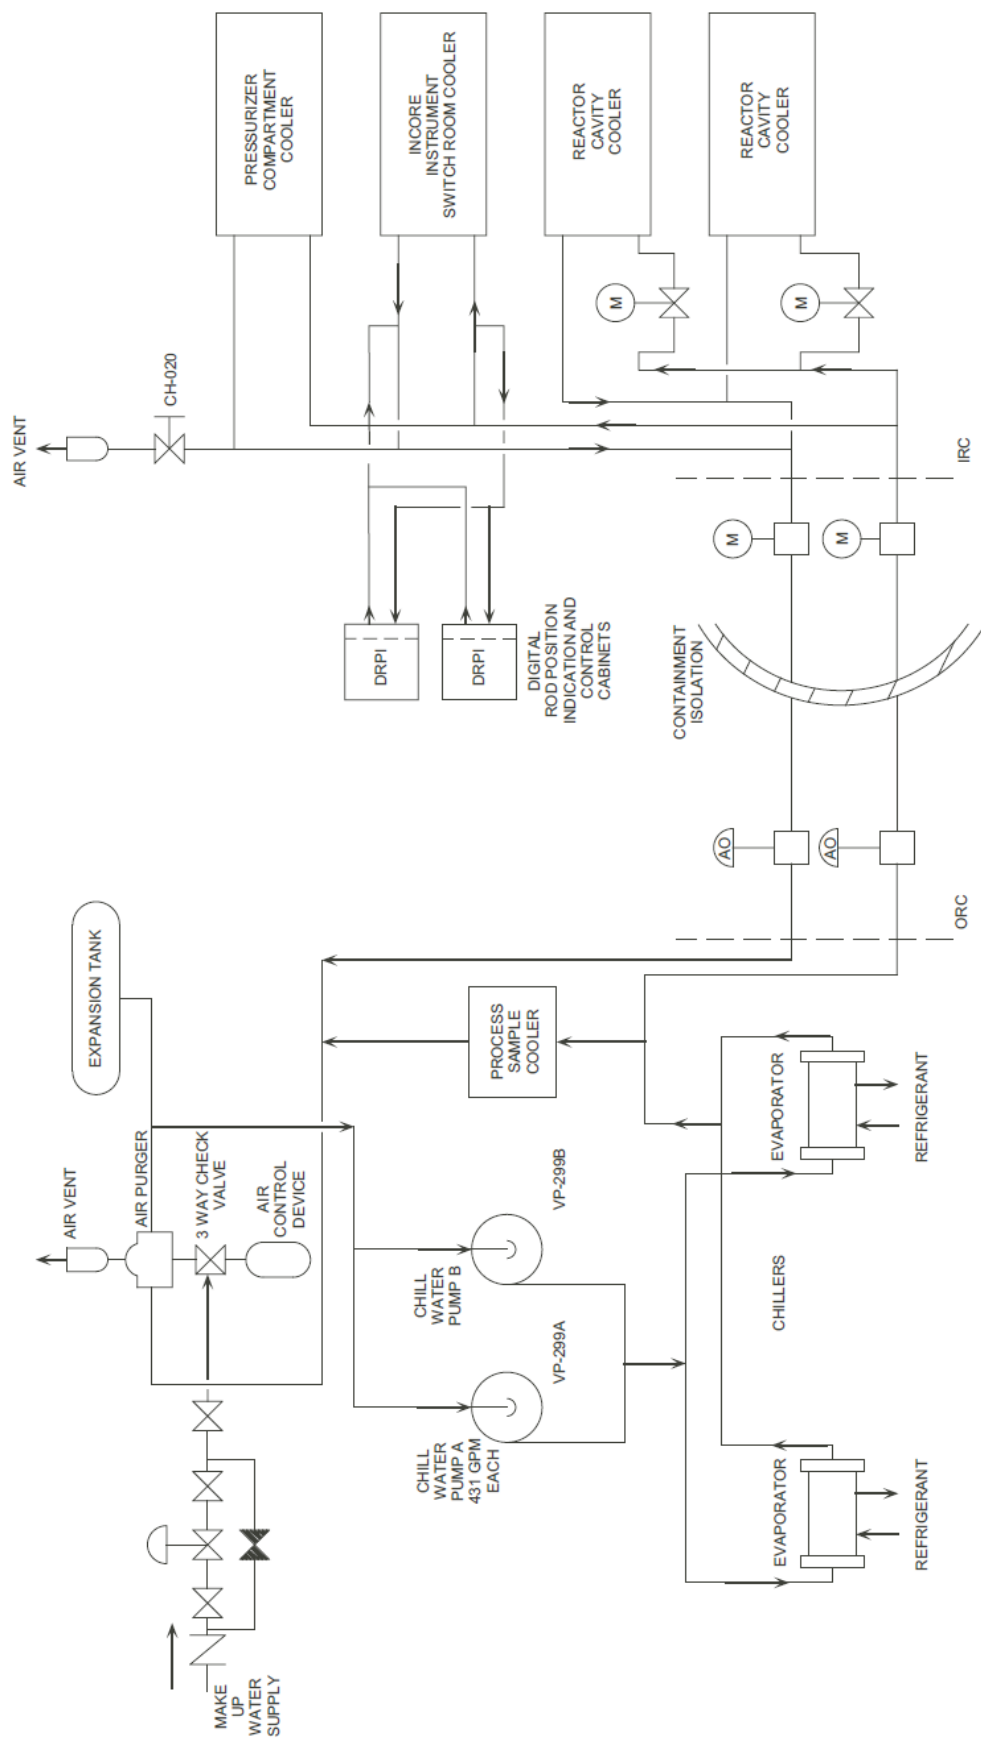 MAKE
UP
WATER
SUPPLY
AIR VENT
AIR PURGER
3 WAY CHECK
VALVE
AIR
CONTROL
DEVICE
EXPANSION TANK
CHILL
WATER
PUMP A
431 GPM
EACH
VP-299A
CHILL
WATER
PUMP B
VP-299B
PROCESS
SAMPLE
COOLER
EVAPORATOR
REFRIGERANT
CHILLERS
EVAPORATOR
REFRIGERANT
ORC
AO
AO
CONTAINMENT
ISOLATION
M
M
IRC
DRPI
DRPI
DIGITAL
ROD POSITION
INDICATION AND
CONTROL
CABINETS
AIR VENT
CH-020
PRESSURIZER
COMPARTMENT
COOLER
INCORE
INSTRUMENT
SWITCH ROOM COOLER
REACTOR
CAVITY
COOLER
M
REACTOR
CAVITY
COOLER
M